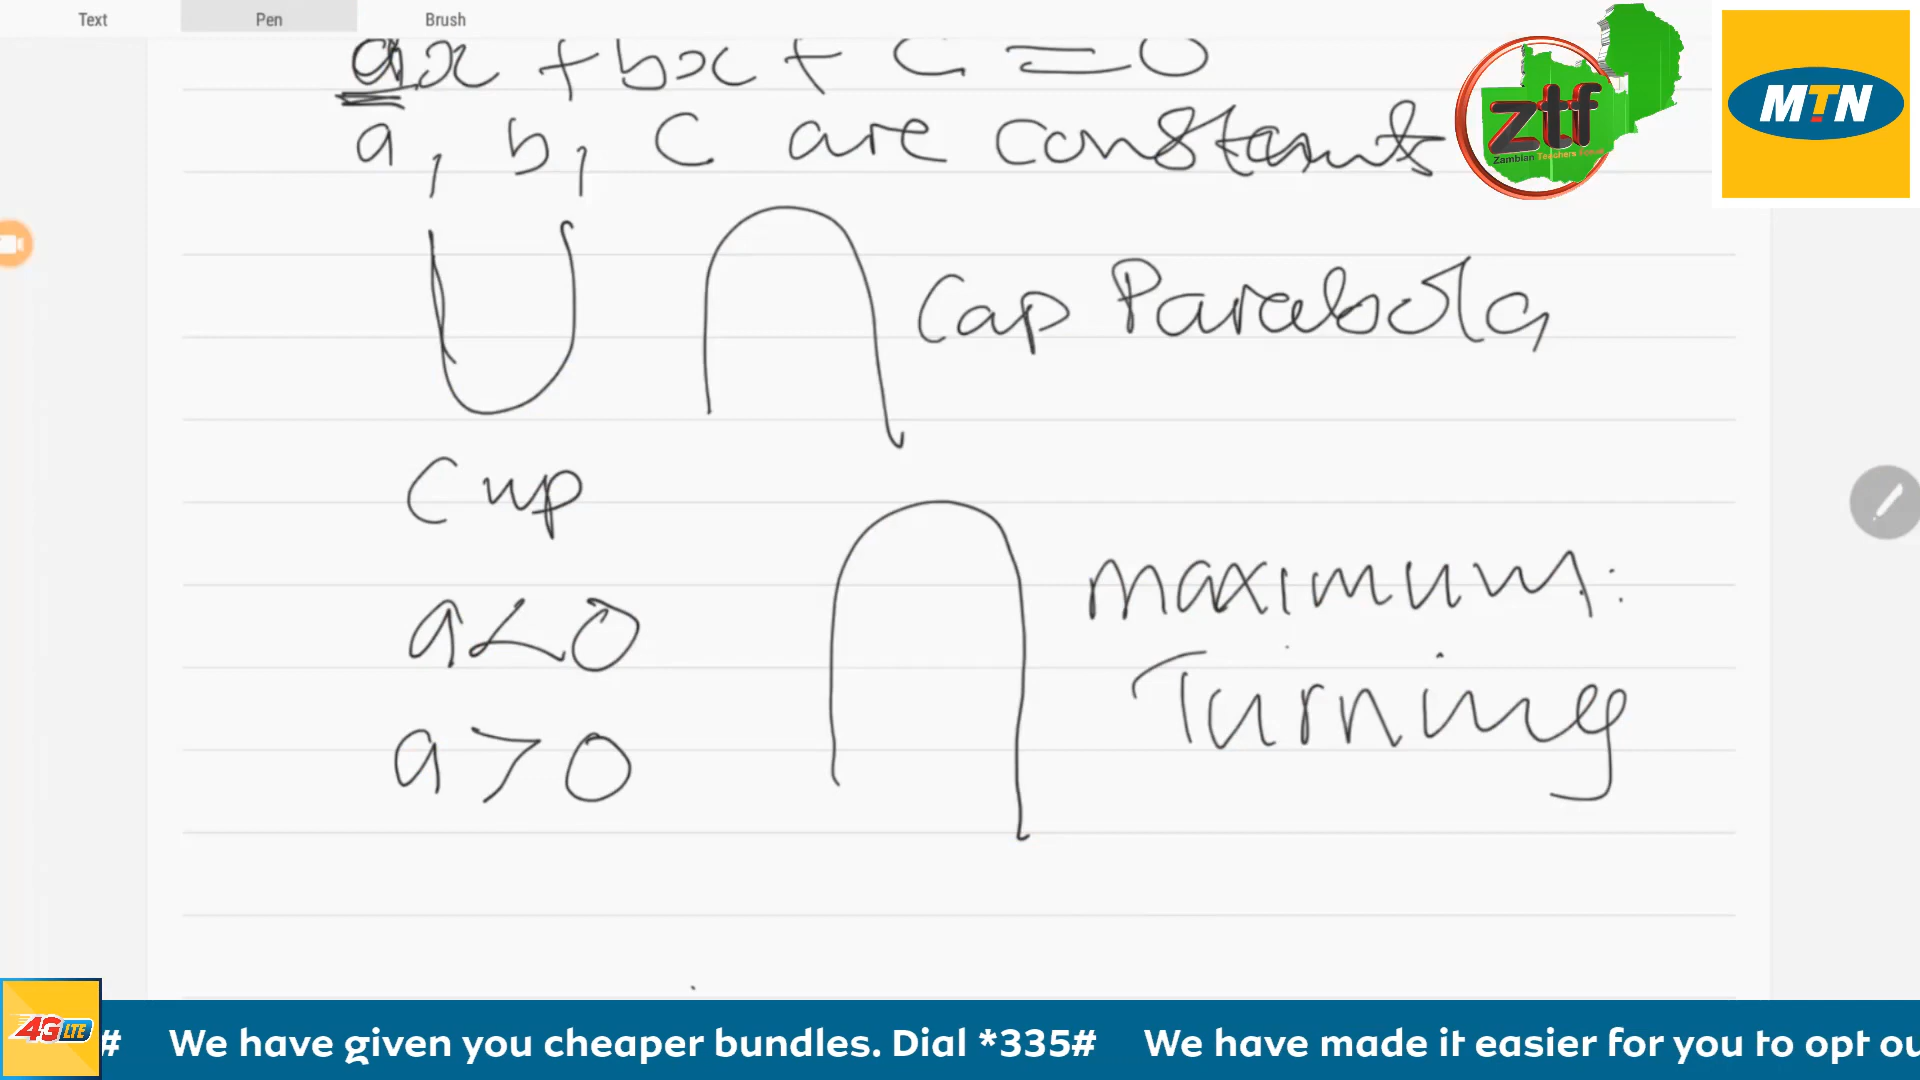 Text Pen Brush
ax + bx + c = 0
a, b, c are constants
ztf
Zambian Teachers Forum
MTN
Cap Parabola
Cup
a<0
maximum:
Turning
a>0
4G LTE
# We have given you cheaper bundles. Dial *335# We have made it easier for you to opt ou